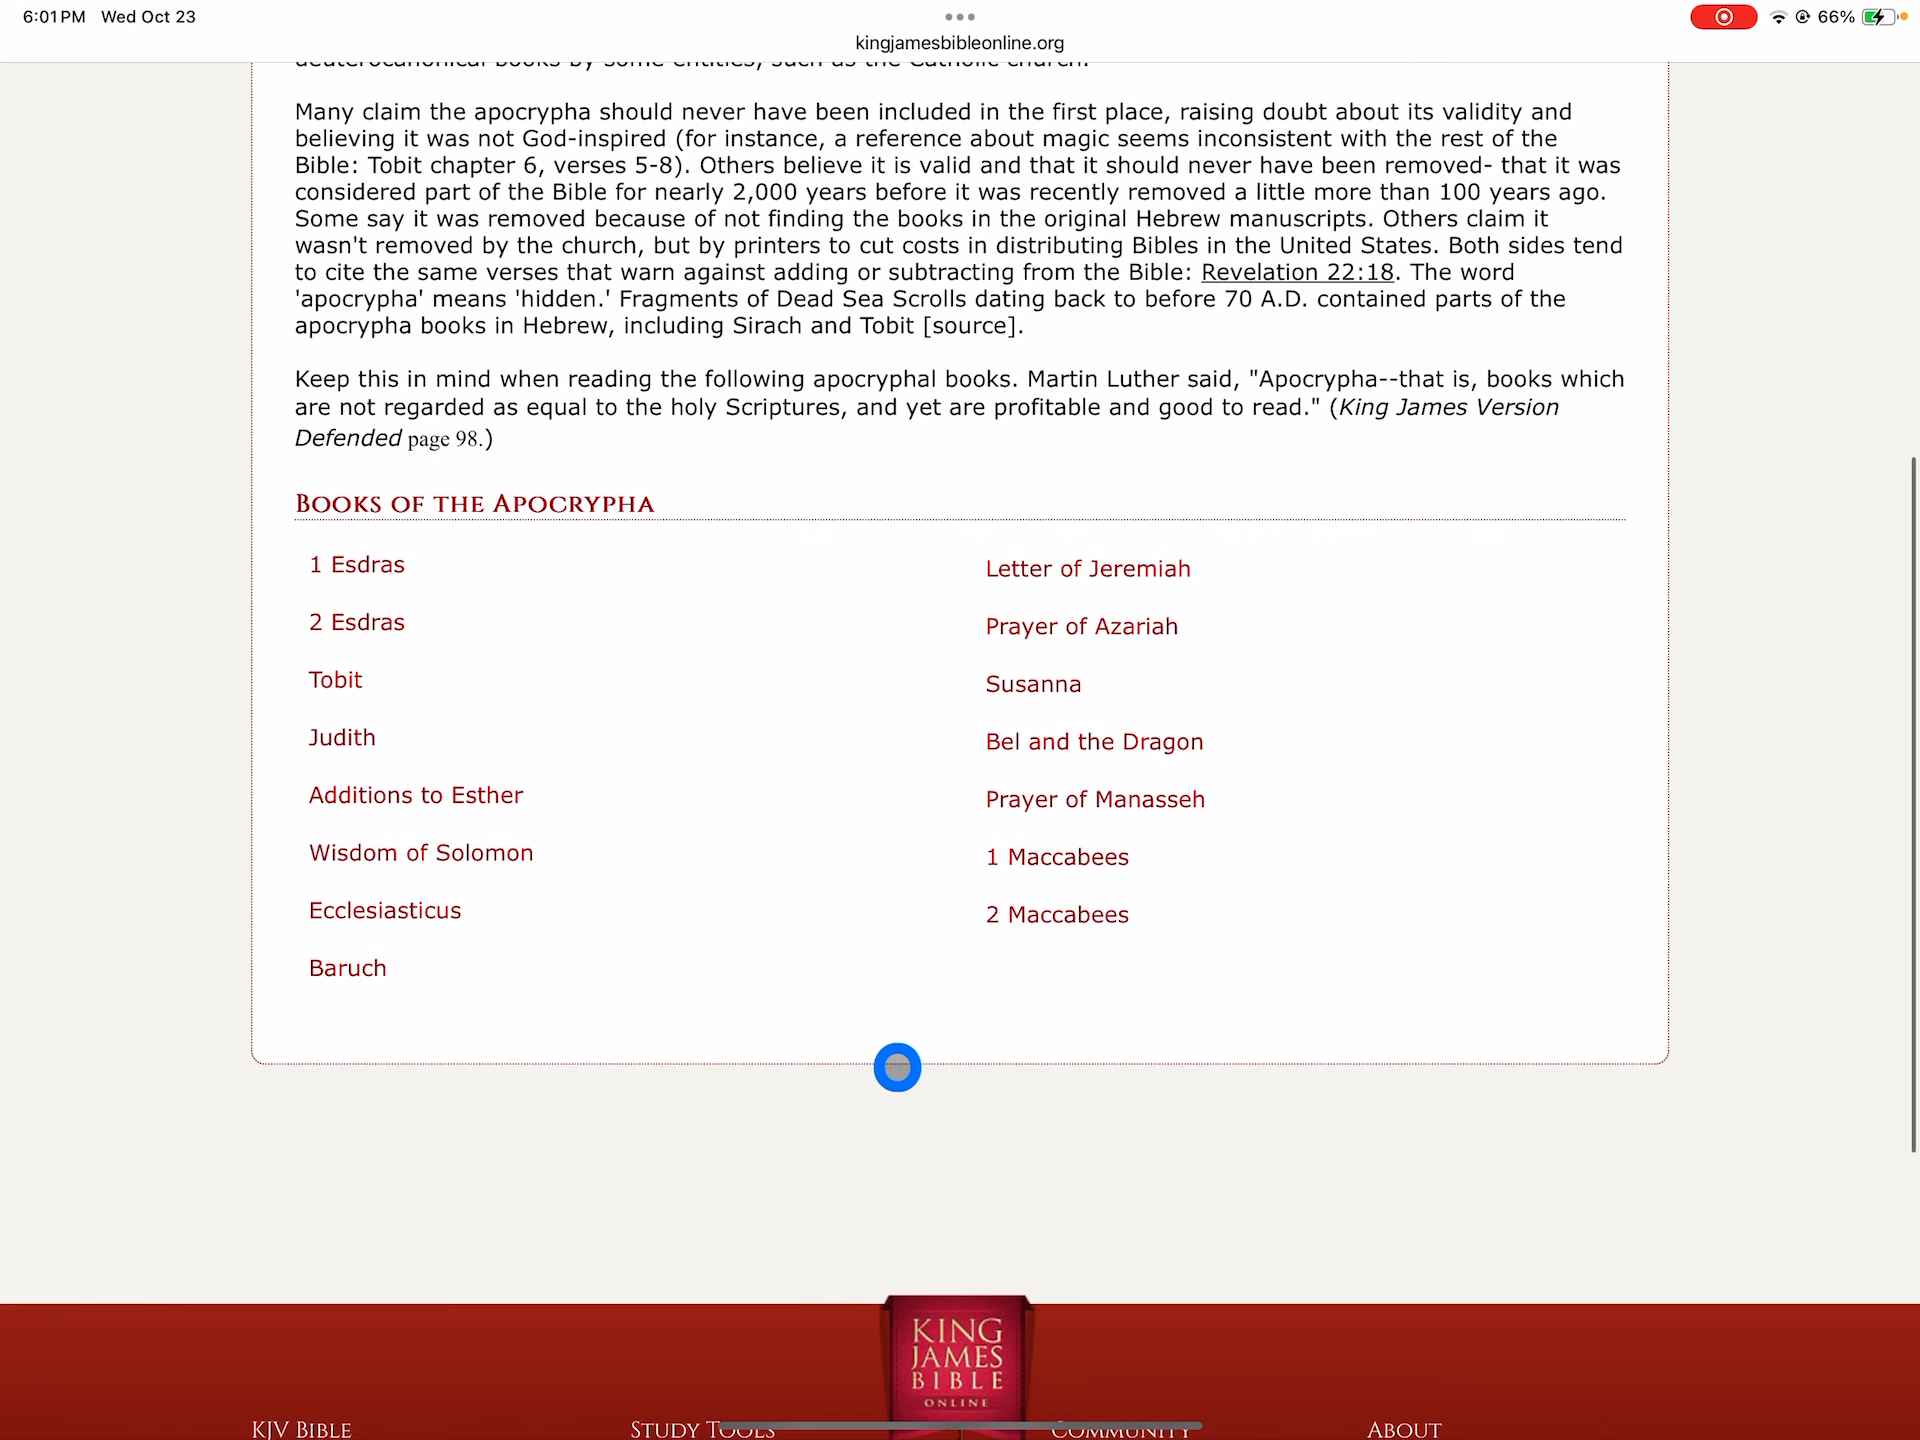 6:01 PM Wed Oct 23
66%
kingjamesbibleonline.org
deuterocanonical books by some entities, such as the Catholic church.
Many claim the apocrypha should never have been included in the first place, raising doubt about its validity and
believing it was not God-inspired (for instance, a reference about magic seems inconsistent with the rest of the
Bible: Tobit chapter 6, verses 5-8). Others believe it is valid and that it should never have been removed- that it was
considered part of the Bible for nearly 2,000 years before it was recently removed a little more than 100 years ago.
Some say it was removed because of not finding the books in the original Hebrew manuscripts. Others claim it
wasn't removed by the church, but by printers to cut costs in distributing Bibles in the United States. Both sides tend
to cite the same verses that warn against adding or subtracting from the Bible: Revelation 22:18. The word
'apocrypha' means 'hidden.' Fragments of Dead Sea Scrolls dating back to before 70 A.D. contained parts of the
apocrypha books in Hebrew, including Sirach and Tobit [source].
Keep this in mind when reading the following apocryphal books. Martin Luther said, "Apocrypha--that is, books which
are not regarded as equal to the holy Scriptures, and yet are profitable and good to read." (King James Version
Defended page 98.)
Books of the Apocrypha
1 Esdras
2 Esdras
Tobit
Judith
Additions to Esther
Wisdom of Solomon
Ecclesiasticus
Baruch
Letter of Jeremiah
Prayer of Azariah
Susanna
Bel and the Dragon
Prayer of Manasseh
1 Maccabees
2 Maccabees
KING
JAMES
BIBLE
ONLINE
KJV Bible
Study Tools
Community
About